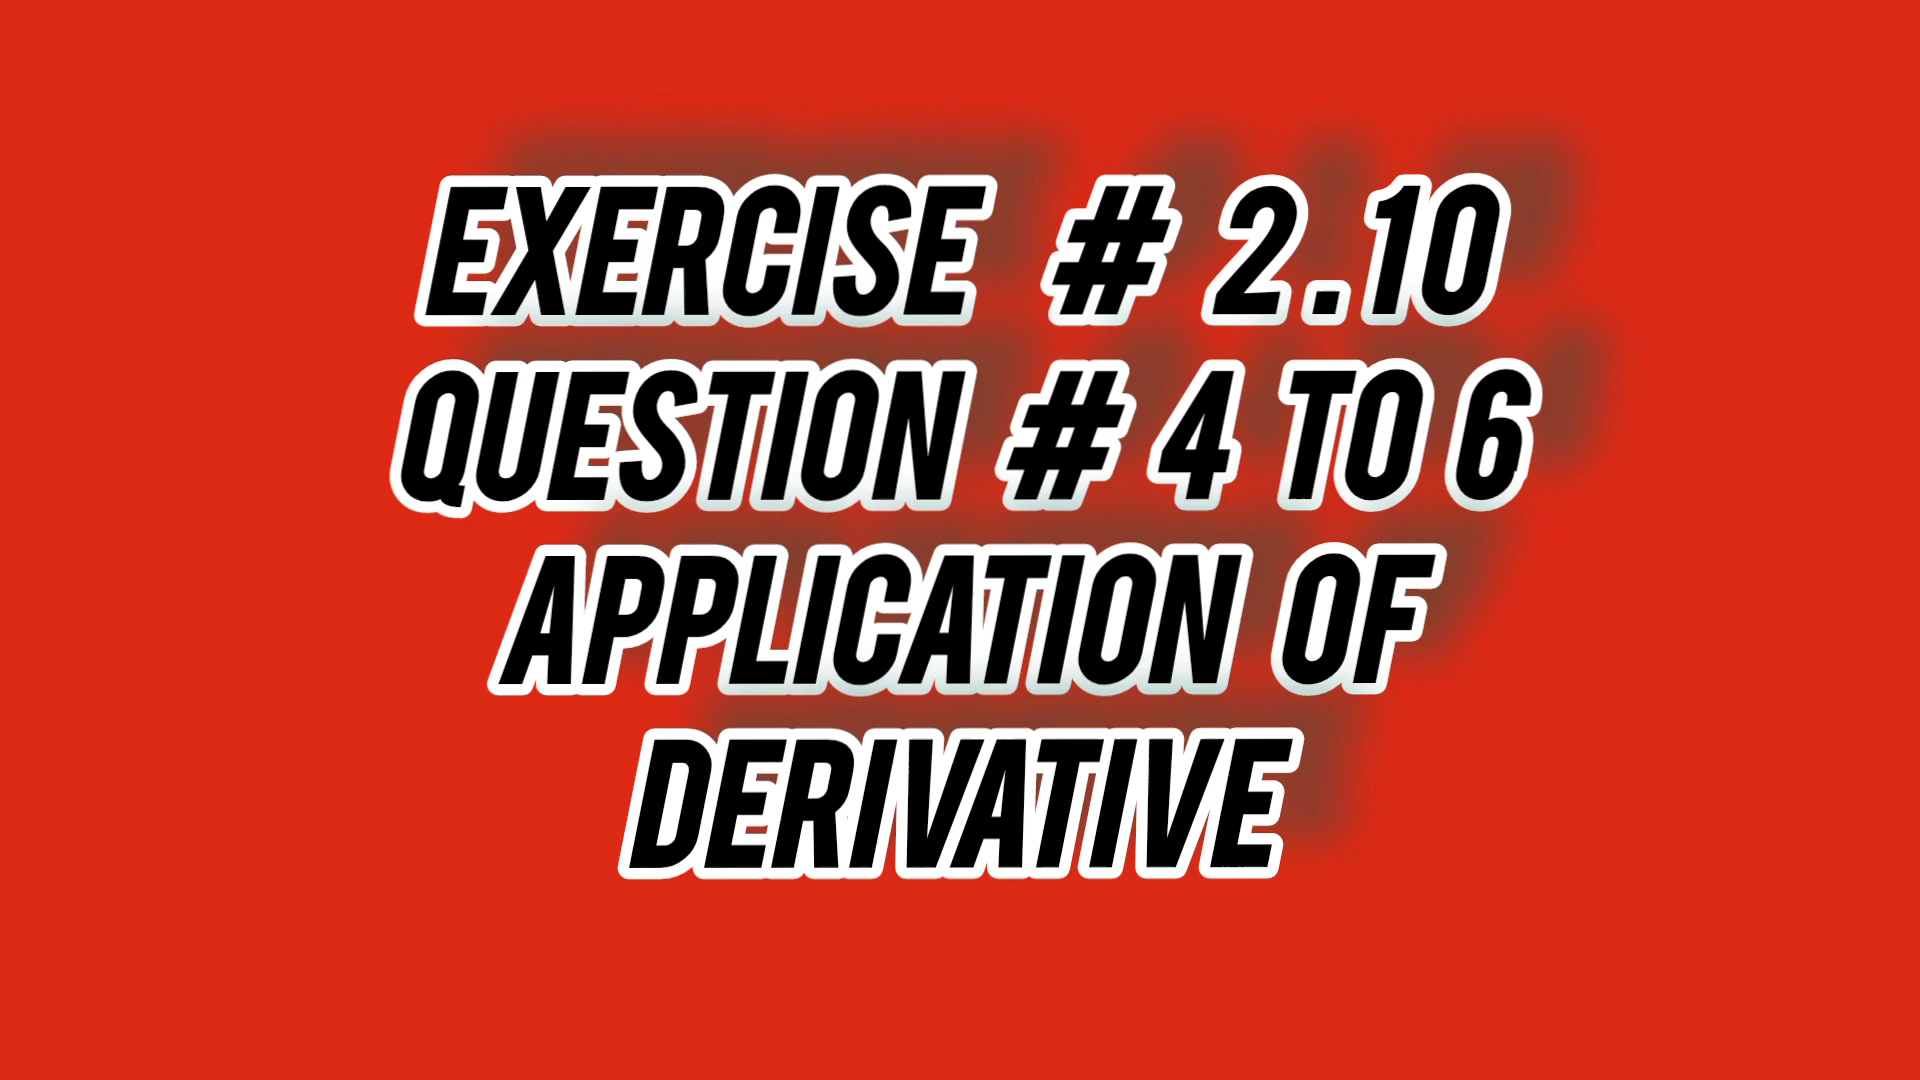 EXERCISE # 2.10
QUESTION # 4 TO 6
APPLICATION OF
DERIVATIVE